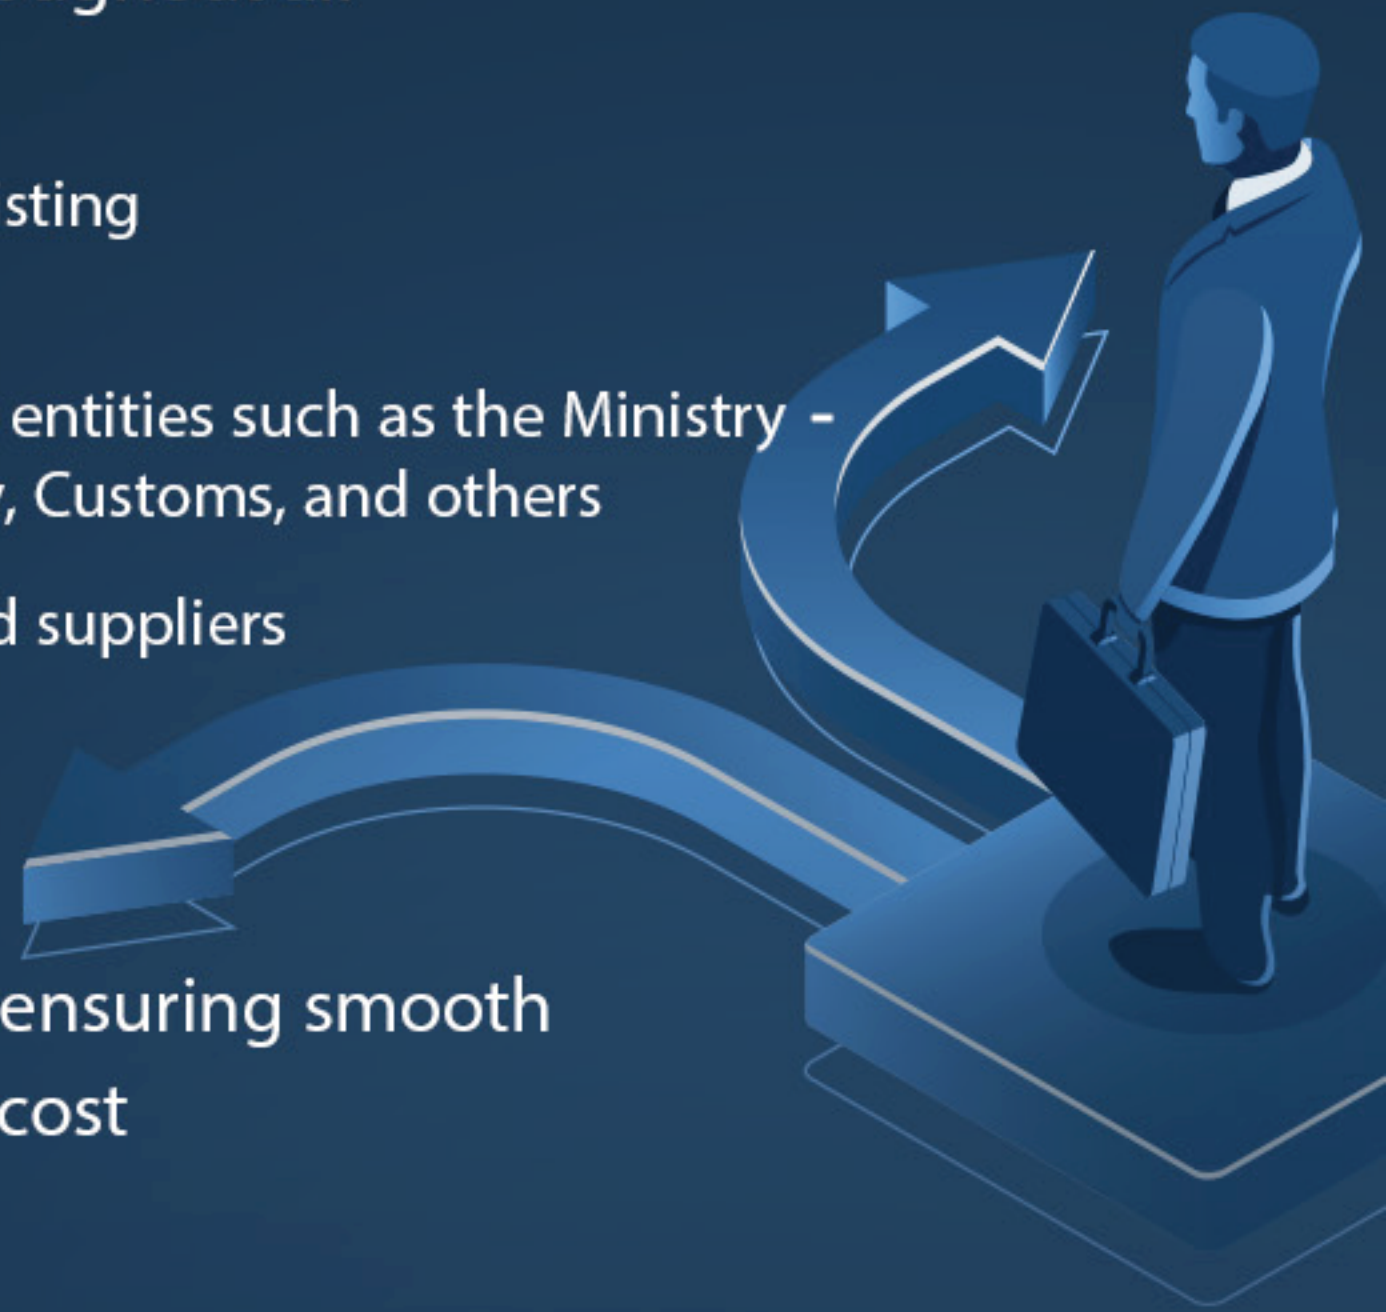 sting
entities such as the Ministry -
, Customs, and others
suppliers
ensuring smooth
cost